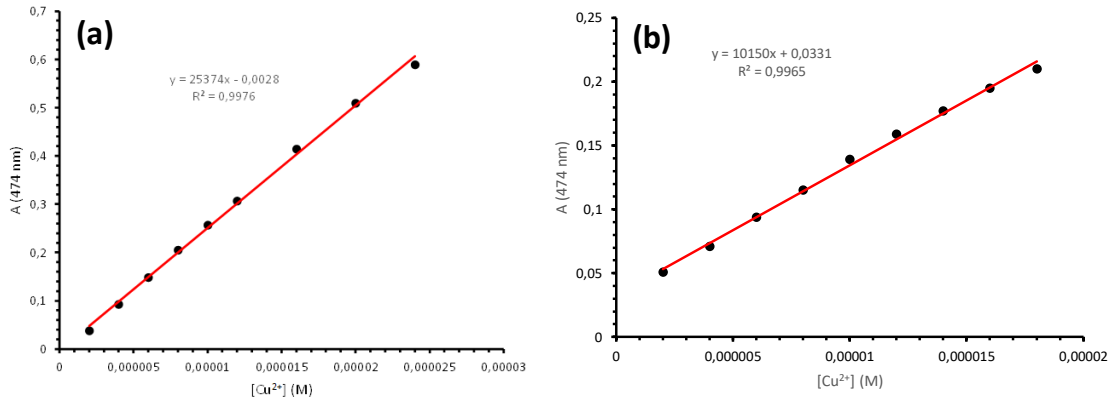 (a)
y = 25374x - 0,0028
R² = 0,9976
0,7
0,6
0,5
0,4
0,3
0,2
0,1
0
0 0,000005 0,00001 0,000015 0,00002 0,000025 0,00003
A (474 nm)
[Cu²⁺] (M)
(b)
y = 10150x + 0,0331
R² = 0,9965
0,25
0,2
0,15
0,1
0,05
0
0 0,000005 0,00001 0,000015 0,00002
A (474 nm)
[Cu²⁺] (M)